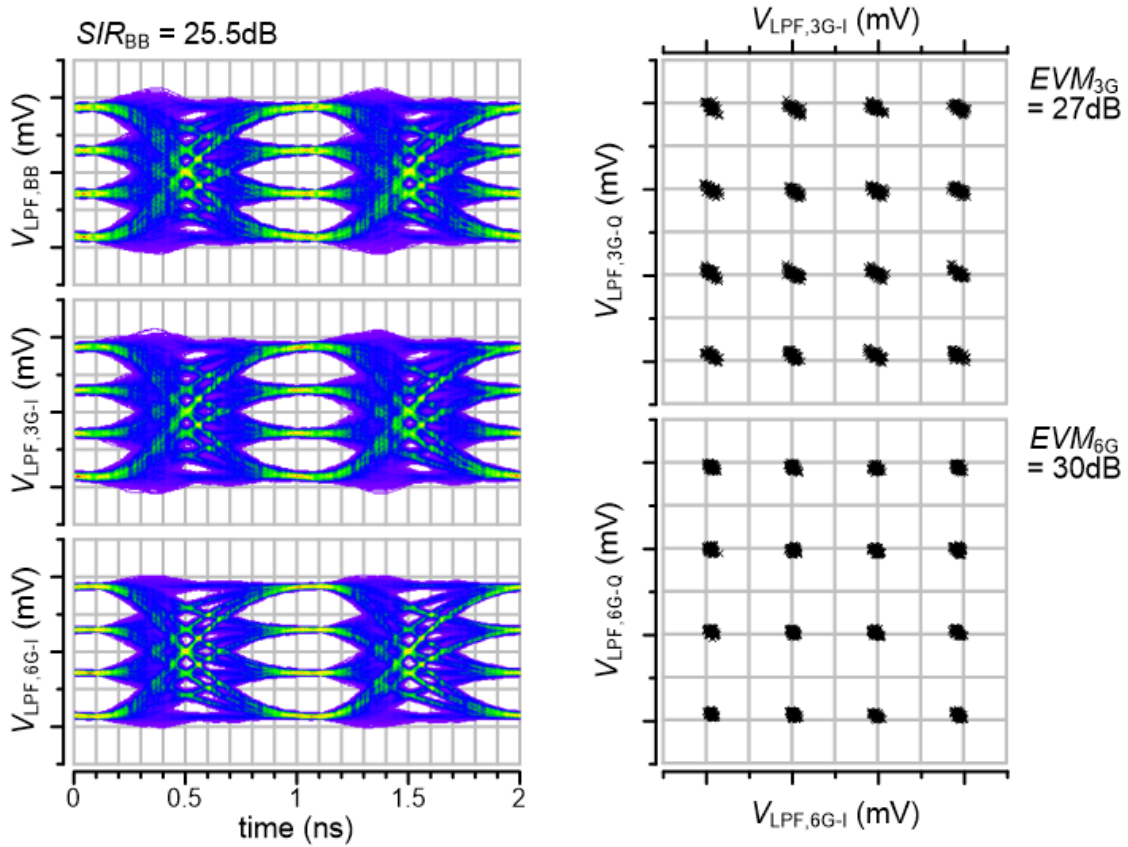 SIR_BB = 25.5dB
V_LPF,BB (mV)
V_LPF,3G-I (mV)
V_LPF,6G-I (mV)
0 0.5 1 1.5 2
time (ns)
V_LPF,3G-I (mV)
V_LPF,3G-Q (mV)
EVM_3G
= 27dB
V_LPF,6G-Q (mV)
EVM_6G
= 30dB
V_LPF,6G-I (mV)